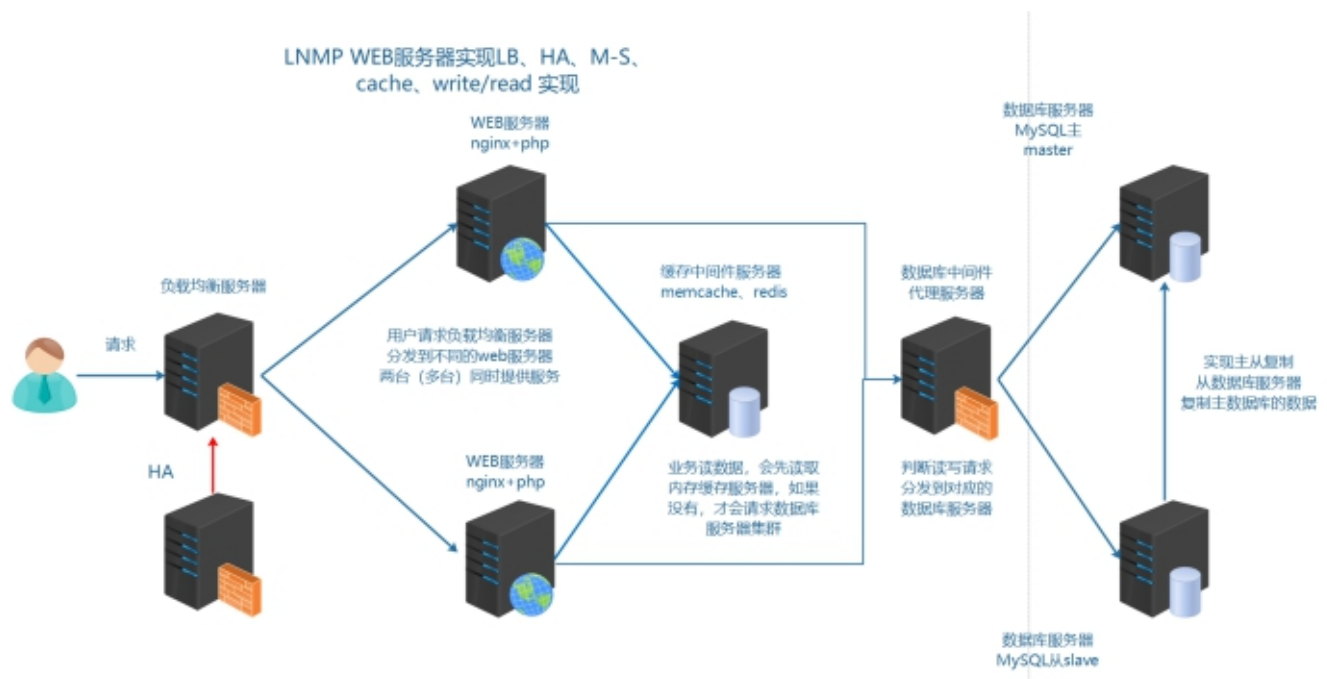 LNMP WEB服务器实现LB、HA、M-S、
cache、write/read 实现
WEB服务器
nginx+php
数据库服务器
MySQL主
master
负载均衡服务器
缓存中间件服务器
memcache、redis
数据库中间件
代理服务器
请求
用户请求负载均衡服务器
分发到不同的web服务器
两台（多台）同时提供服务
实现主从复制
从数据库服务器
复制主数据库的数据
HA
WEB服务器
nginx+php
业务读数据，会先读取
内存缓存服务器，如果
没有，才会请求数据库
服务器集群
判断读写请求
分发到对应的
数据库服务器
数据库服务器
MySQL从slave